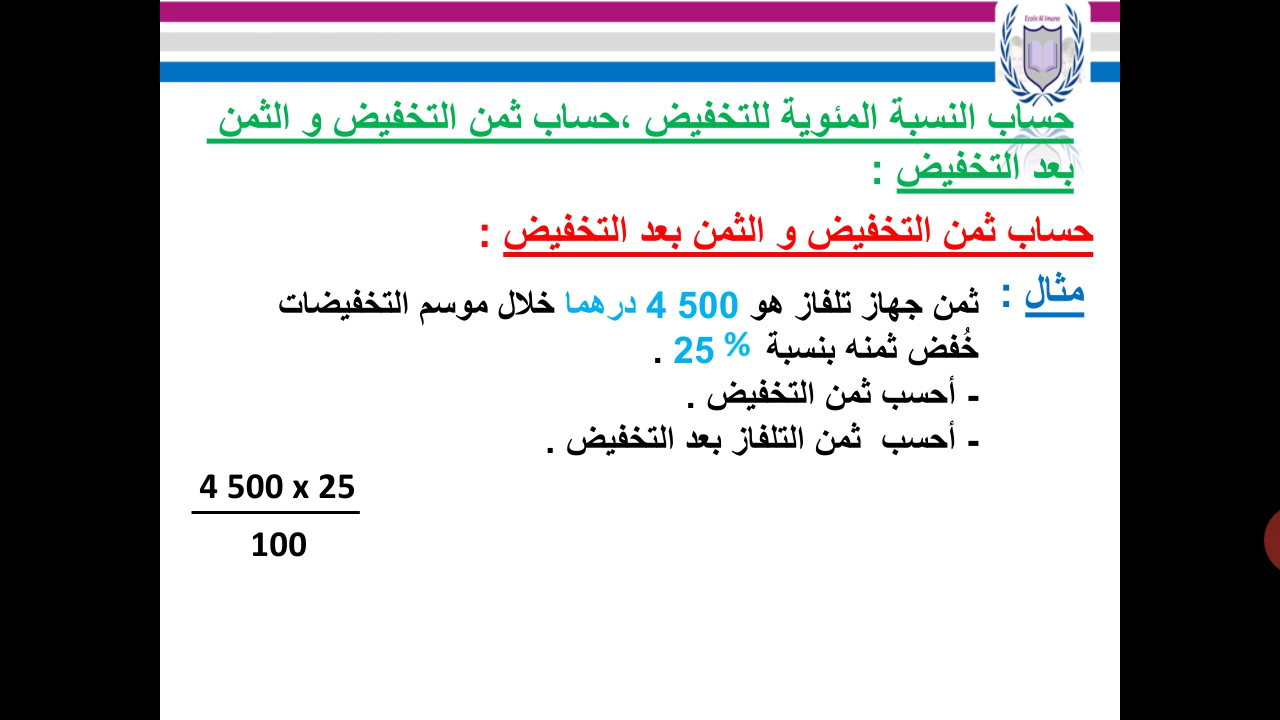 Ecole Al Imane
حساب النسبة المئوية للتخفيض ،حساب ثمن التخفيض و الثمن
بعد التخفيض :
حساب ثمن التخفيض و الثمن بعد التخفيض :
مثال : ثمن جهاز تلفاز هو 500 4 درهما خلال موسم التخفيضات
خُفض ثمنه بنسبة % 25 .
- أحسب ثمن التخفيض .
- أحسب ثمن التلفاز بعد التخفيض .
4 500 x 25
100